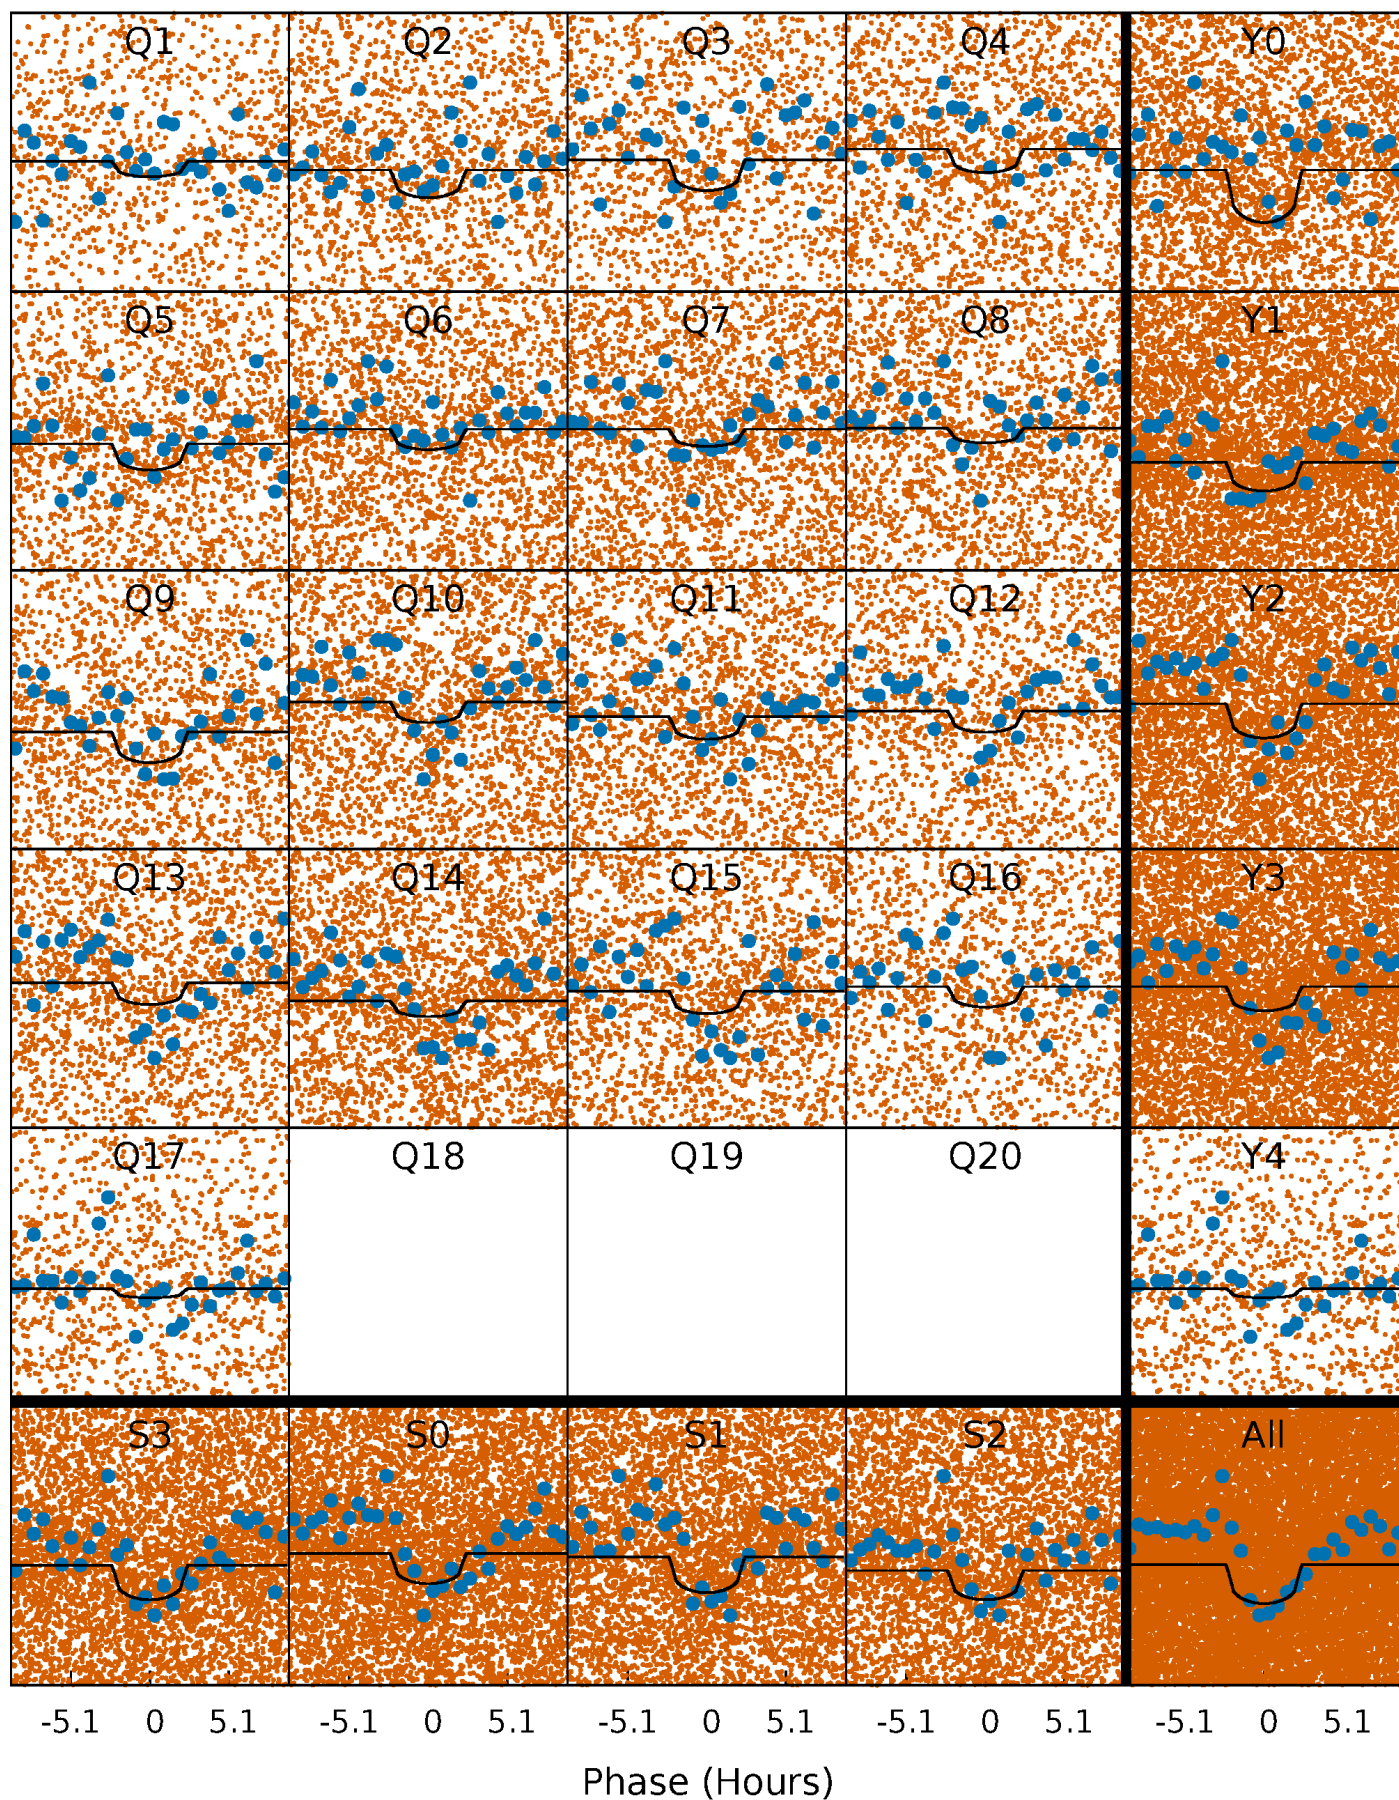 Q1 Q2 Q3 Q4 Y0
Q5 Q6 Q7 Q8 Y1
Q9 Q10 Q11 Q12 Y2
Q13 Q14 Q15 Q16 Y3
Q17 Q18 Q19 Q20 Y4
S3 S0 S1 S2 All
-5.1 0 5.1 -5.1 0 5.1 -5.1 0 5.1 -5.1 0 5.1 -5.1 0 5.1
Phase (Hours)